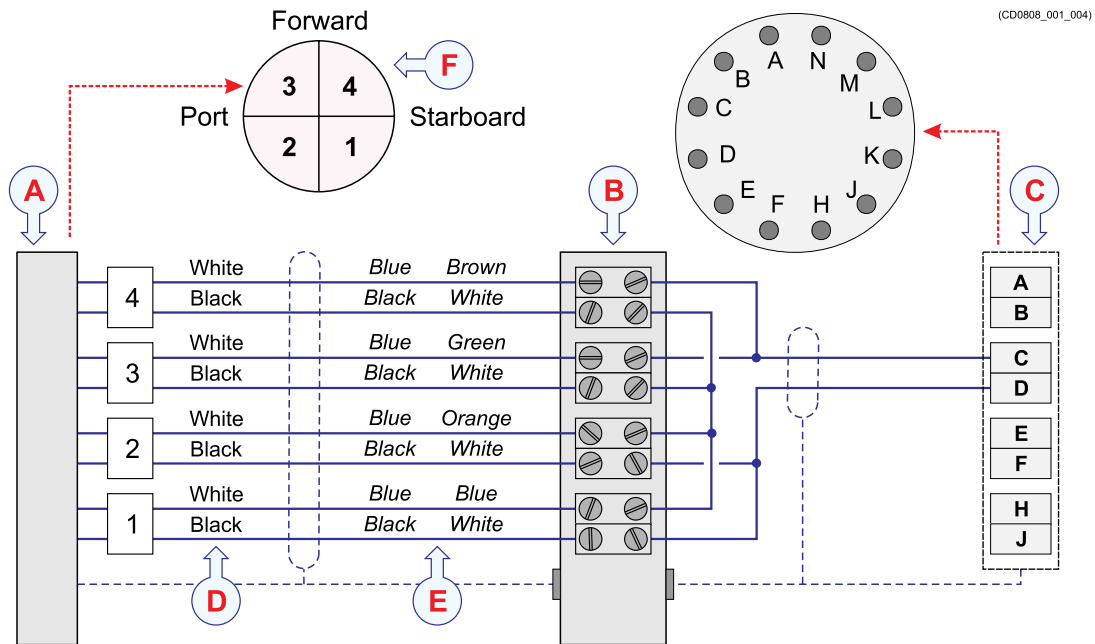 (CD0808_001_004)
Forward
3 4
Port
Starboard
2 1
F
A N
B M
C L
D K
E J
F H
A
B
C
White Blue Brown
4
Black Black White
White Blue Green
3
Black Black White
White Blue Orange
2
Black Black White
White Blue Blue
1
Black Black White
A
B
C
D
E
F
H
J
D
E